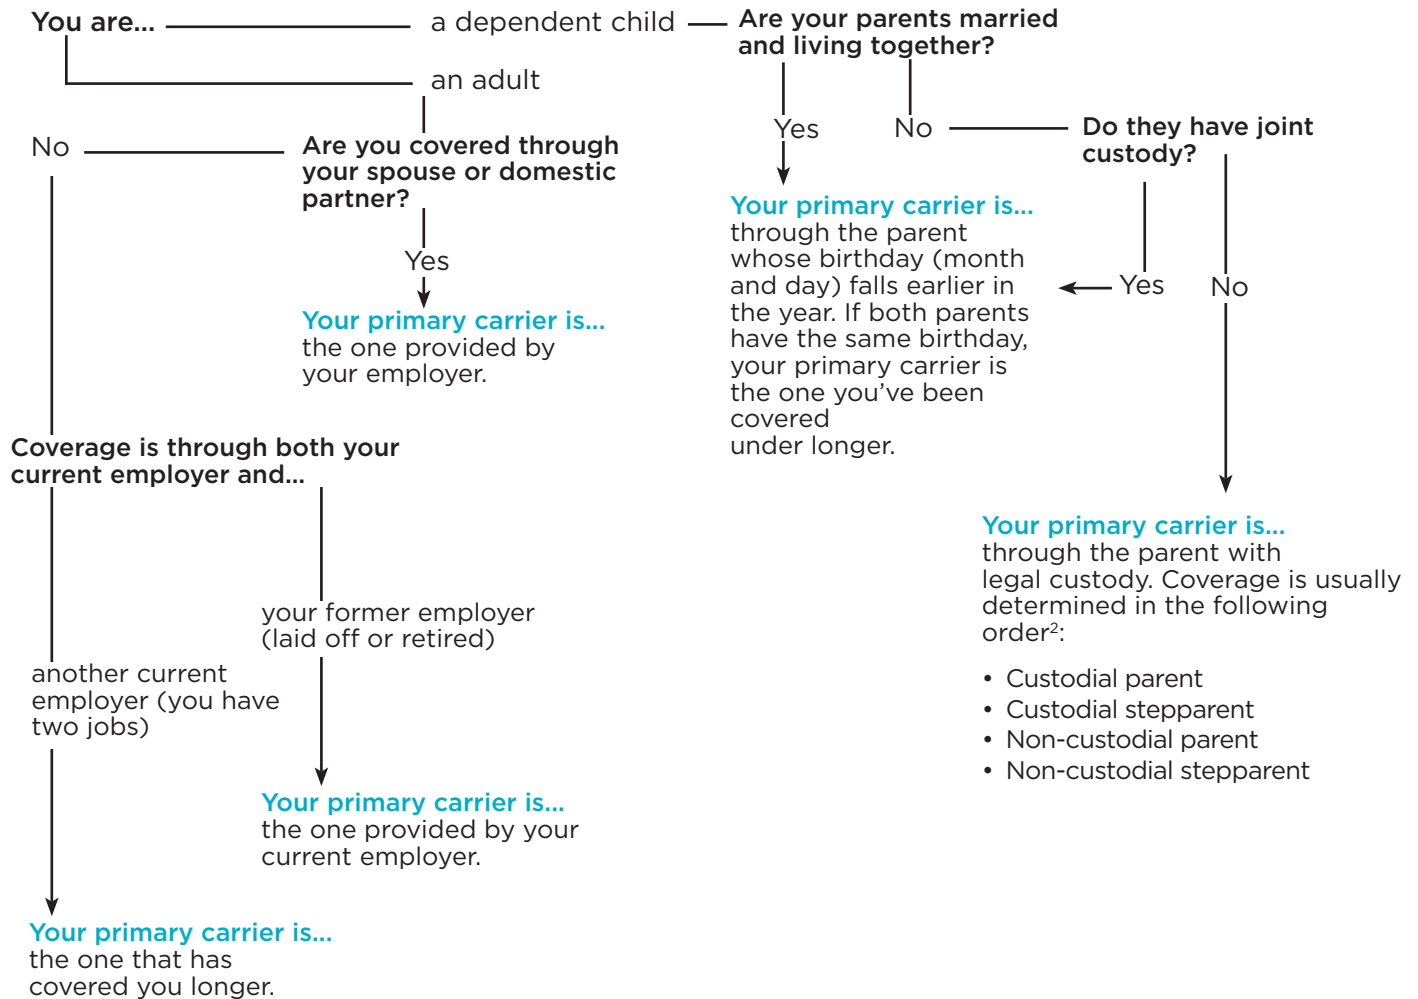 You are...
a dependent child
Are your parents married
and living together?
an adult
Yes
No
Do they have joint
custody?
No
Are you covered through
your spouse or domestic
partner?
Yes
Your primary carrier is...
the one provided by
your employer.
Your primary carrier is...
through the parent
whose birthday (month
and day) falls earlier in
the year. If both parents
have the same birthday,
your primary carrier is
the one you’ve been
covered
under longer.
Yes
No
Coverage is through both your
current employer and...
your former employer
(laid off or retired)
another current
employer (you have
two jobs)
Your primary carrier is...
the one provided by your
current employer.
Your primary carrier is...
the one that has
covered you longer.
Your primary carrier is...
through the parent with
legal custody. Coverage is usually
determined in the following
order²:
• Custodial parent
• Custodial stepparent
• Non-custodial parent
• Non-custodial stepparent